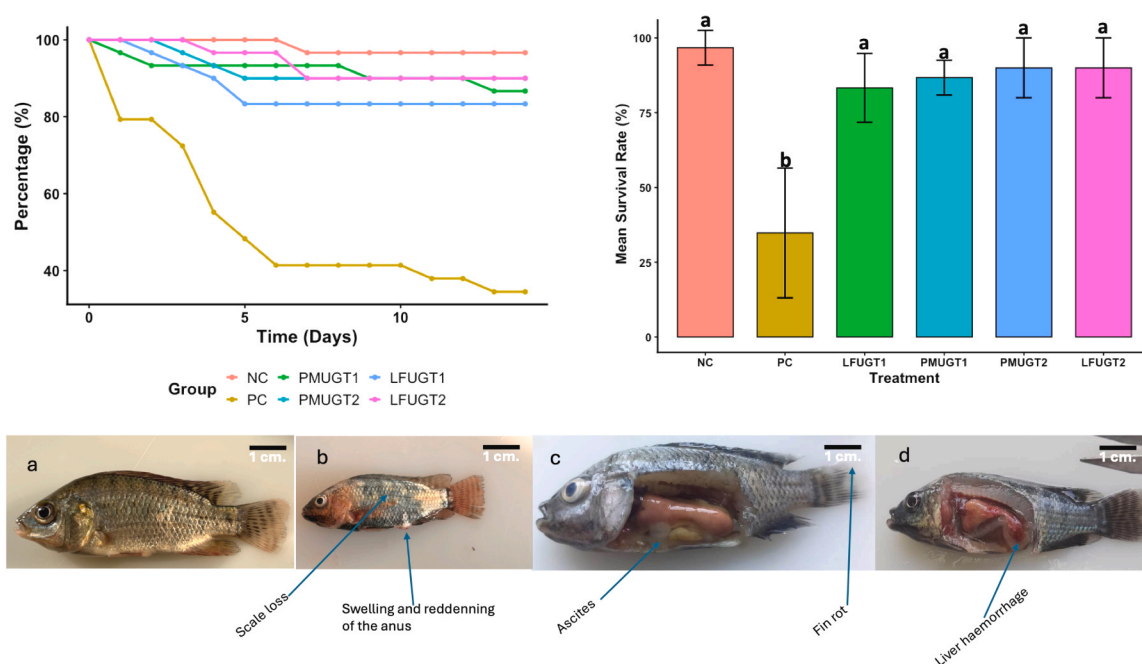 100
80
60
40
Percentage (%)
0
5
10
Time (Days)
Group
NC
PMUGT1
LFUGT1
PC
PMUGT2
LFUGT2
100
75
50
25
0
Mean Survival Rate (%)
a
b
a
a
a
a
NC
PC
LFUGT1
PMUGT1
PMUGT2
LFUGT2
Treatment
a
1 cm.
b
1 cm.
c
1 cm.
d
1 cm.
Scale loss
Swelling and reddenning
of the anus
Ascites
Fin rot
Liver haemorrhage